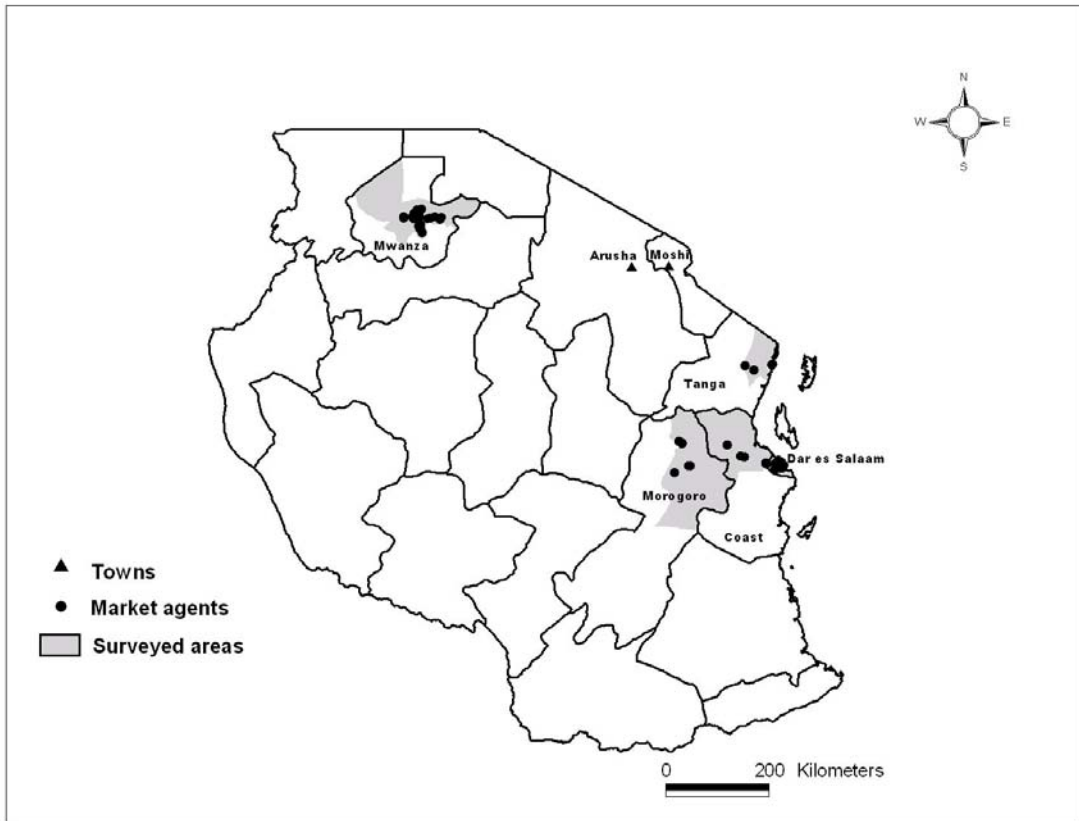 N
W E
S
Mwanza
Arusha Moshi
Tanga
Dar es Salaam
Morogoro
Coast
Towns
Market agents
Surveyed areas
0 200 Kilometers